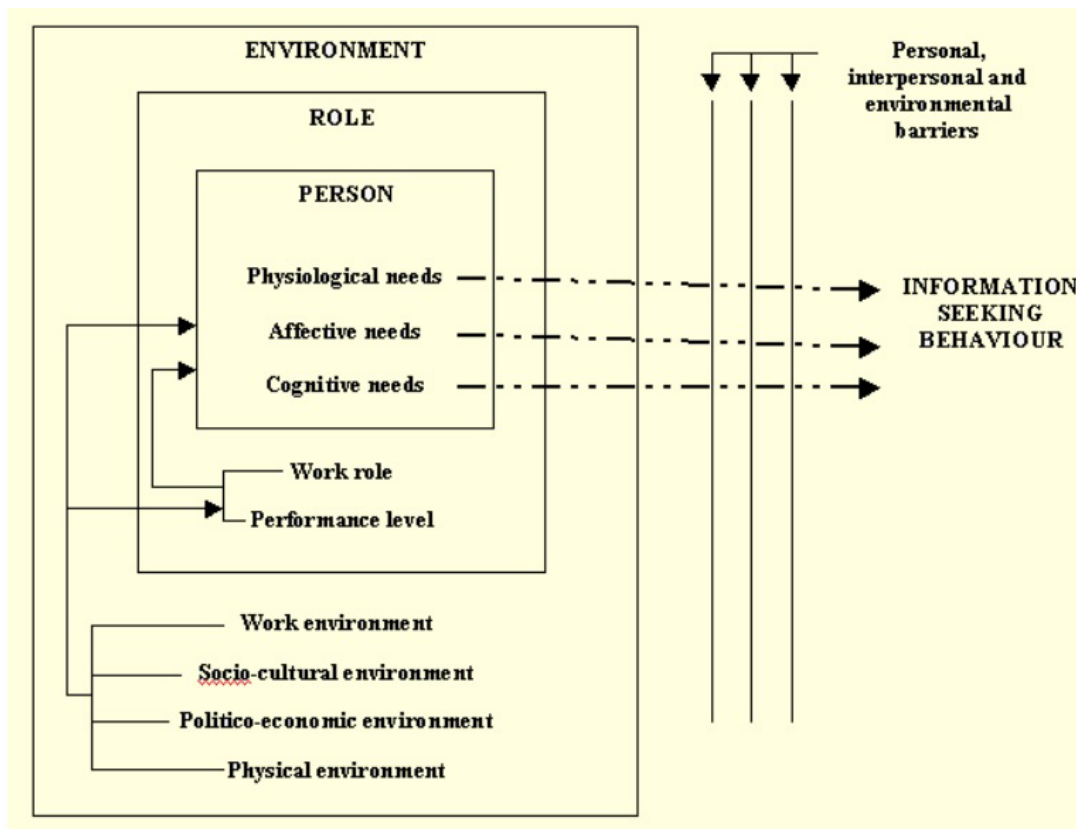 ENVIRONMENT
ROLE
PERSON
Physiological needs
Affective needs
Cognitive needs
Work role
Performance level
Work environment
Socio-cultural environment
Politico-economic environment
Physical environment
Personal,
interpersonal and
environmental
barriers
INFORMATION
SEEKING
BEHAVIOUR